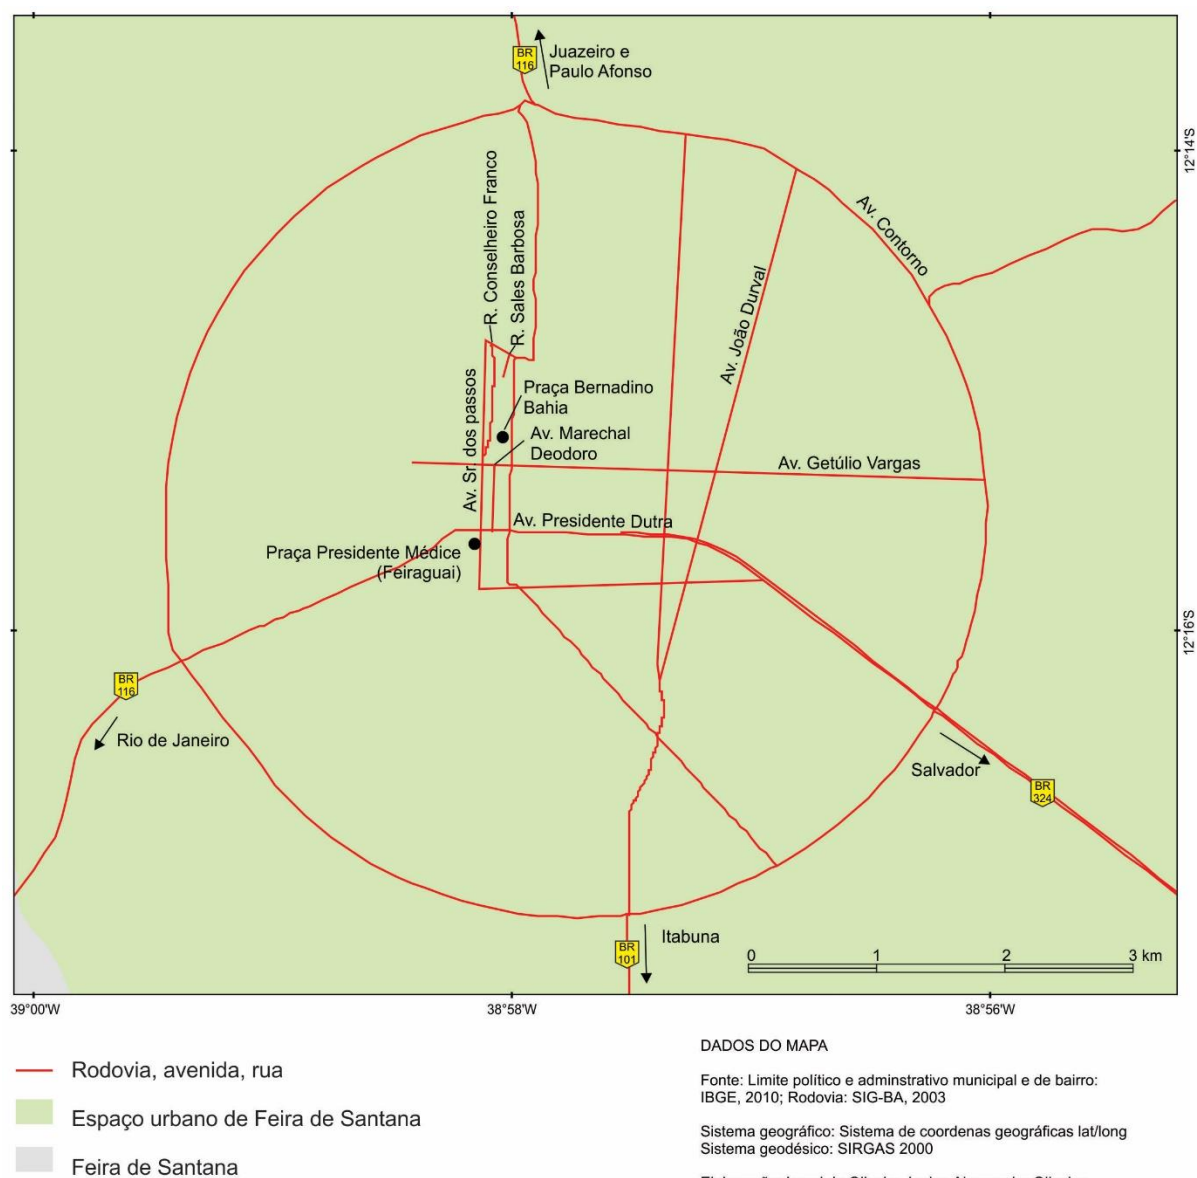 BR
116
Juazeiro e
Paulo Afonso
12°14'S
R. Conselheiro Franco
R. Sales Barbosa
Av. Contorno
Av. João Durval
Av. Sr. dos passos
Praça Bernadino
Bahia
Av. Marechal
Deodoro
Av. Getúlio Vargas
Av. Presidente Dutra
Praça Presidente Médice
(Feiraguai)
12°16'S
BR
116
Rio de Janeiro
Salvador
BR
324
Itabuna
BR
101
0 1 2 3 km
39°00'W 38°58'W 38°56'W
Rodovia, avenida, rua
Espaço urbano de Feira de Santana
Feira de Santana
DADOS DO MAPA
Fonte: Limite político e adminstrativo municipal e de bairro:
IBGE, 2010; Rodovia: SIG-BA, 2003
Sistema geográfico: Sistema de coordenas geográficas lat/long
Sistema geodésico: SIRGAS 2000